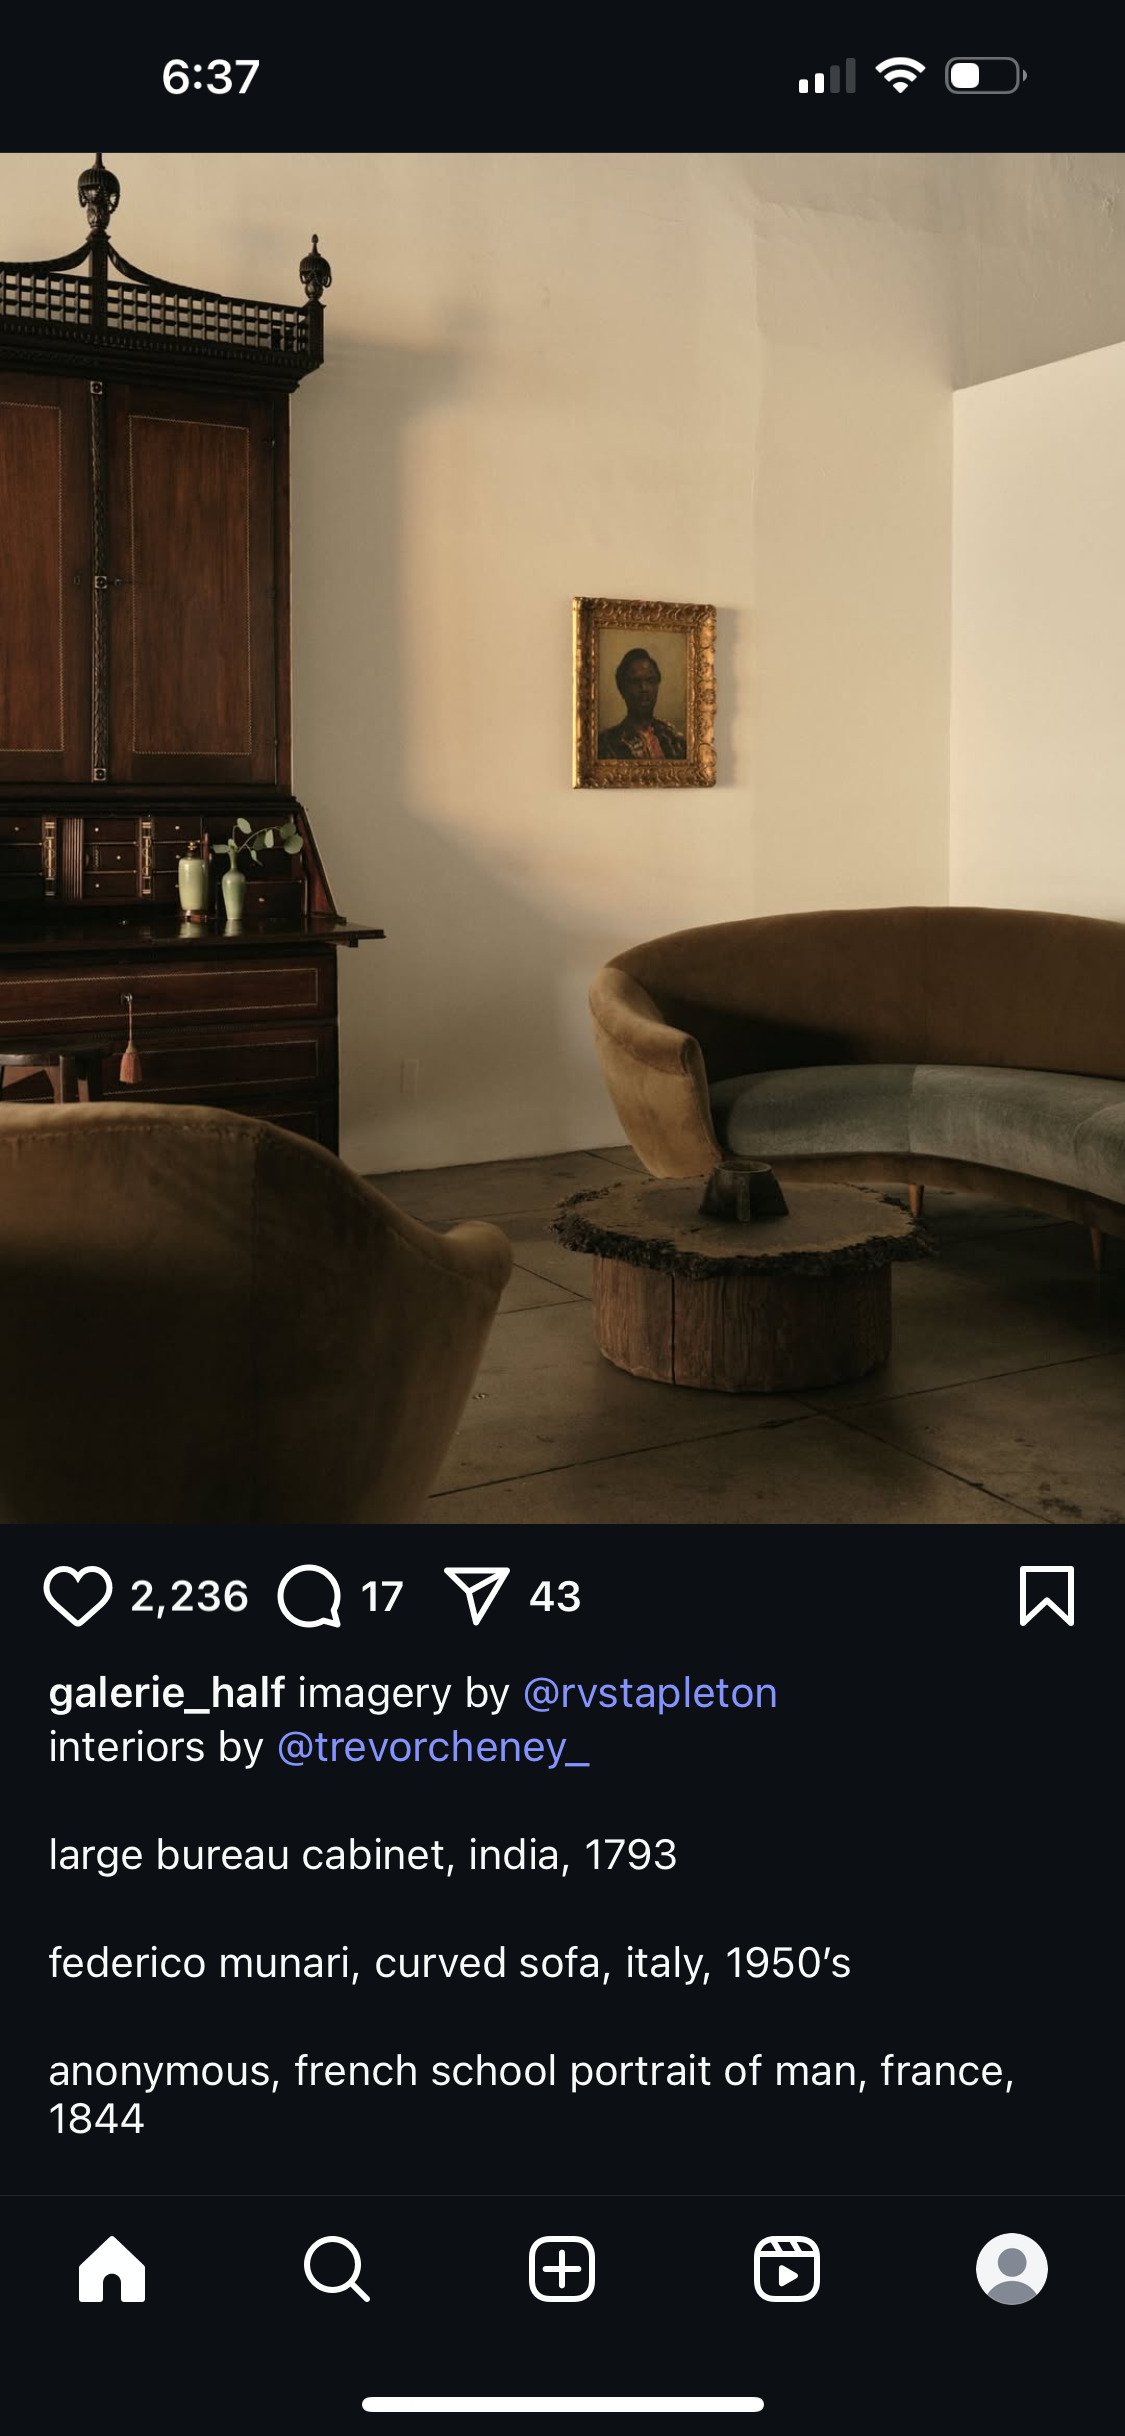 6:37
2,236 17 43
galerie_half imagery by @rvstapleton
interiors by @trevorcheney_
large bureau cabinet, india, 1793
federico munari, curved sofa, italy, 1950’s
anonymous, french school portrait of man, france,
1844